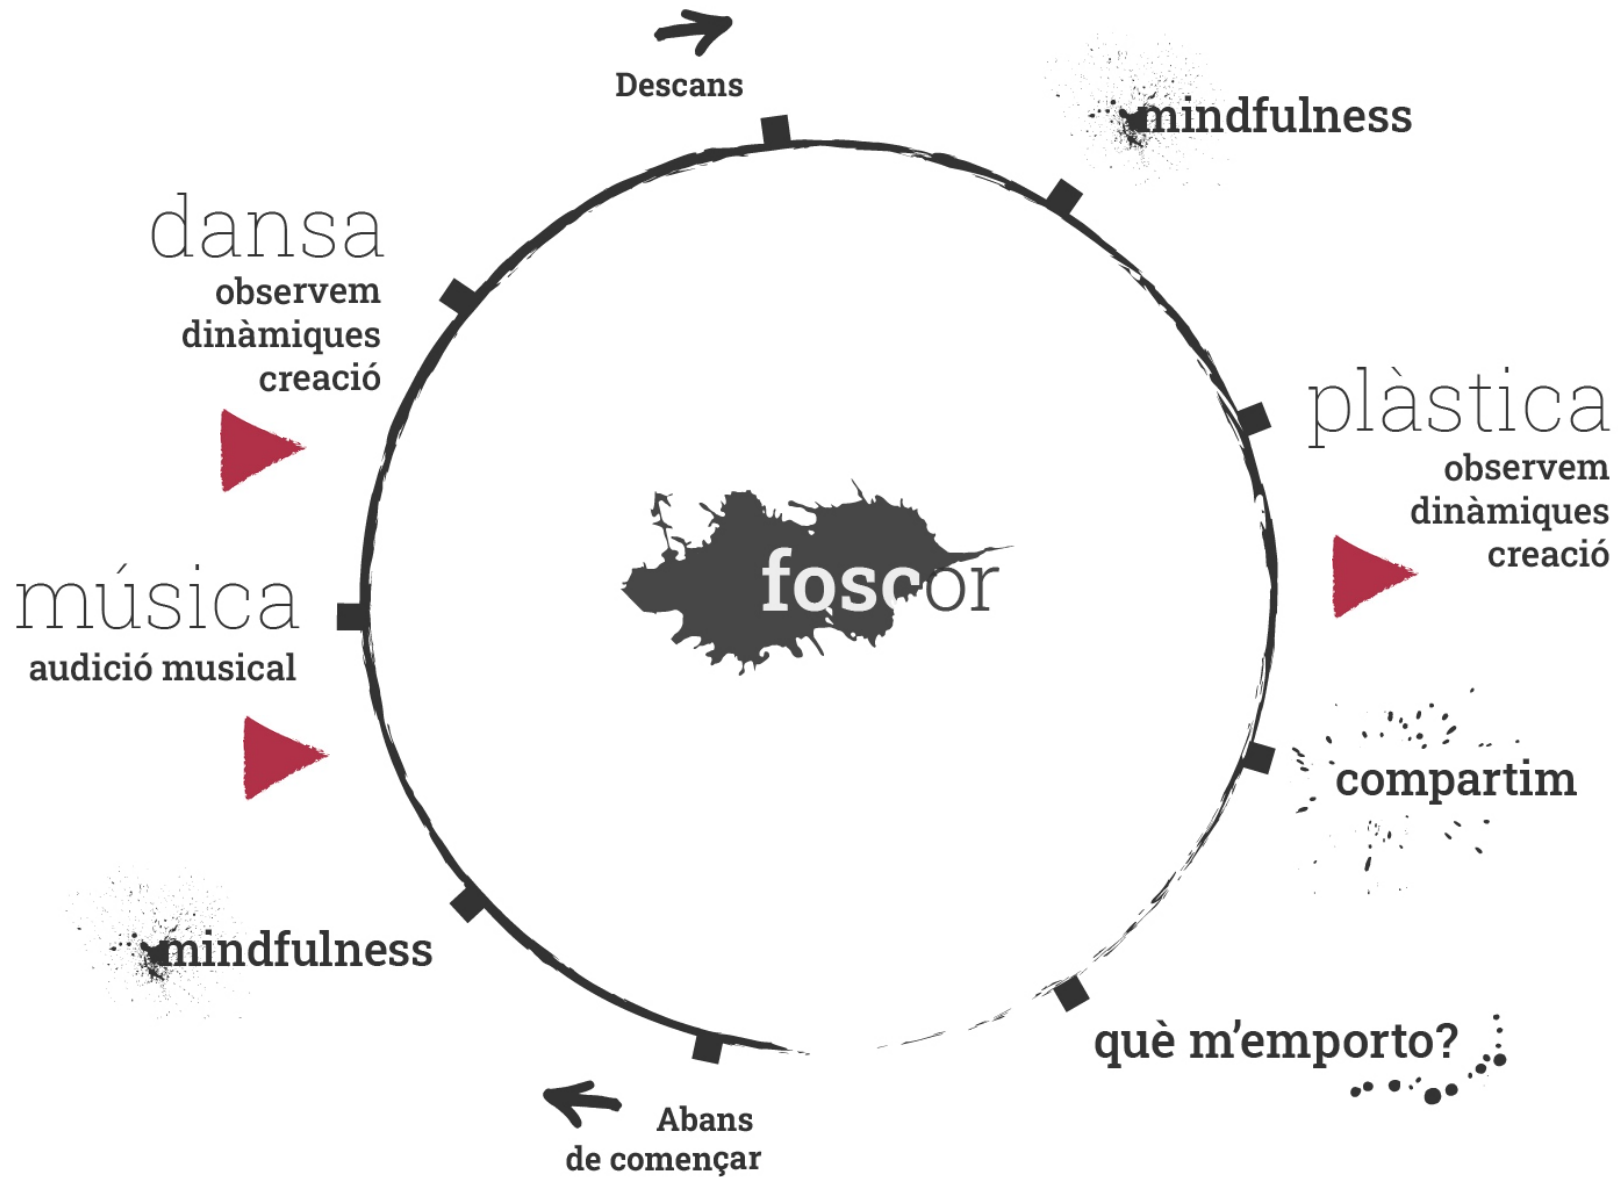 Descans
mindfulness
dansa
observem
dinàmiques
creació
plàstica
observem
dinàmiques
creació
foscor
música
audició musical
compartim
mindfulness
què m’emporto?
Abans
de començar